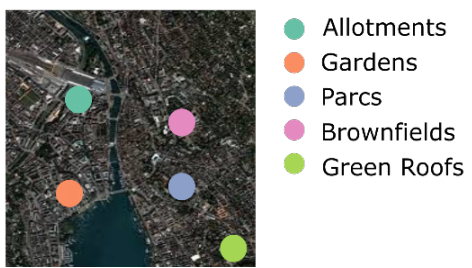 Allotments
Gardens
Parcs
Brownfields
Green Roofs